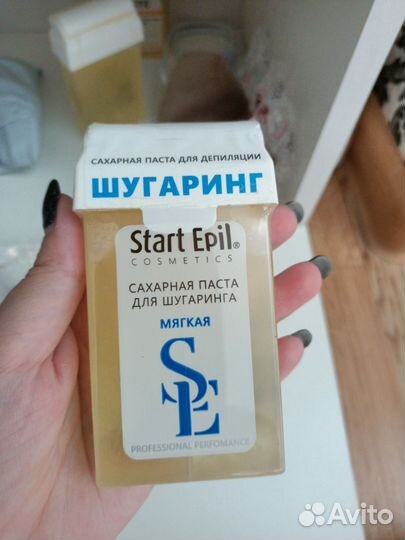 САХАРНАЯ ПАСТА ДЛЯ ДЕПИЛЯЦИИ
ШУГАРИНГ
Start Epil®
COSMETICS
САХАРНАЯ ПАСТА
ДЛЯ ШУГАРИНГА
МЯГКАЯ
SE
PROFESSIONAL PERFOMANCE
Avito